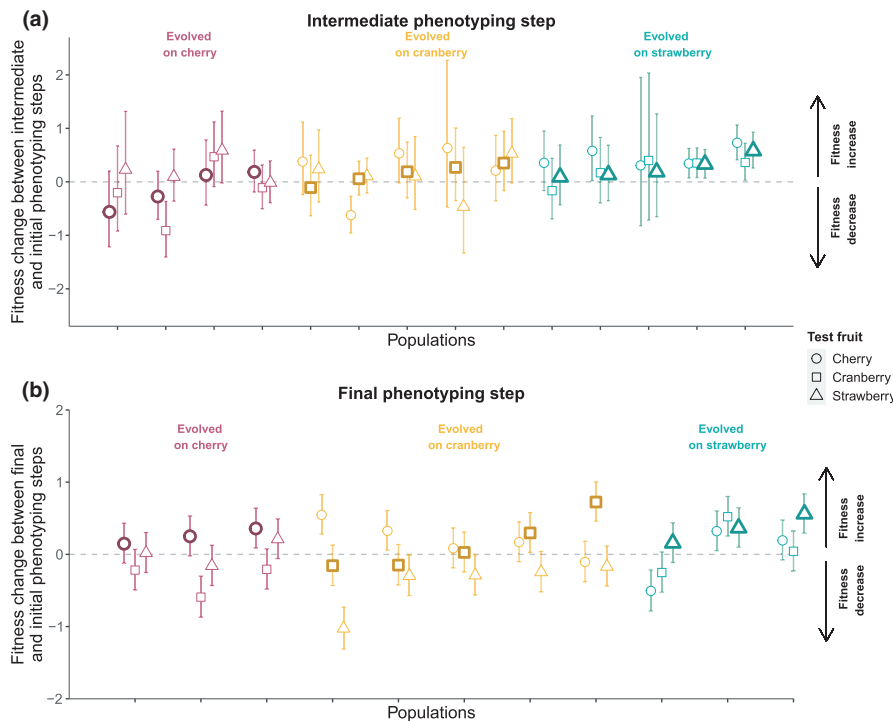 (a)
Intermediate phenotyping step
Evolved
on cherry
Evolved
on cranberry
Evolved
on strawberry
Fitness change between intermediate
and initial phenotyping steps
2
1
0
−1
−2
Fitness
increase
Fitness
decrease
Populations
Test fruit
Cherry
Cranberry
Strawberry
(b)
Final phenotyping step
Evolved
on cherry
Evolved
on cranberry
Evolved
on strawberry
Fitness change between final
and initial phenotyping steps
2
1
0
−1
−2
Fitness
increase
Fitness
decrease
Populations